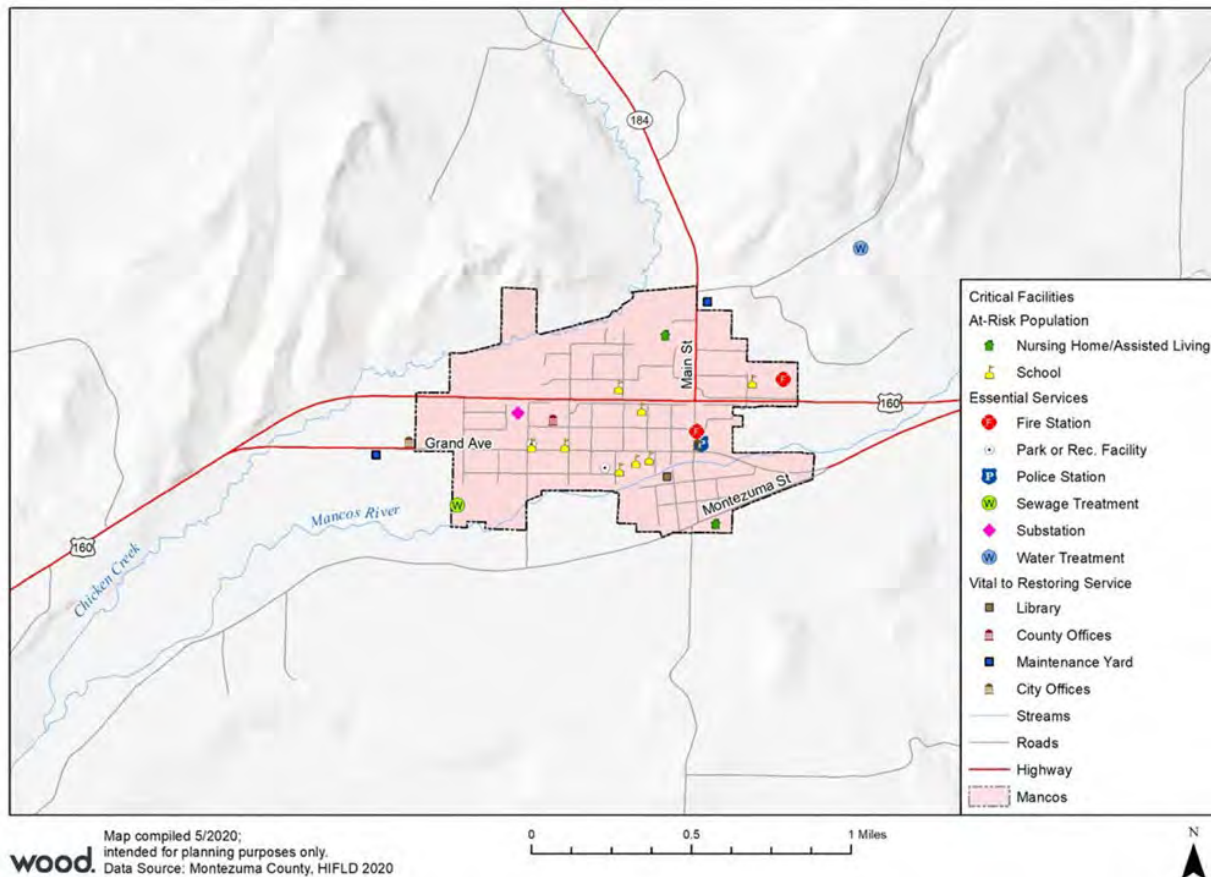 184
W
Main St
F
160
F
P
Grand Ave
W
Mancos River
Montezuma St
160
Chicken Creek
Critical Facilities
At-Risk Population
Nursing Home/Assisted Living
School
Essential Services
F Fire Station
Park or Rec. Facility
P Police Station
W Sewage Treatment
Substation
W Water Treatment
Vital to Restoring Service
Library
County Offices
Maintenance Yard
City Offices
Streams
Roads
Highway
Mancos
wood.
Map compiled 5/2020;
intended for planning purposes only.
Data Source: Montezuma County, HIFLD 2020
0 0.5 1 Miles
N